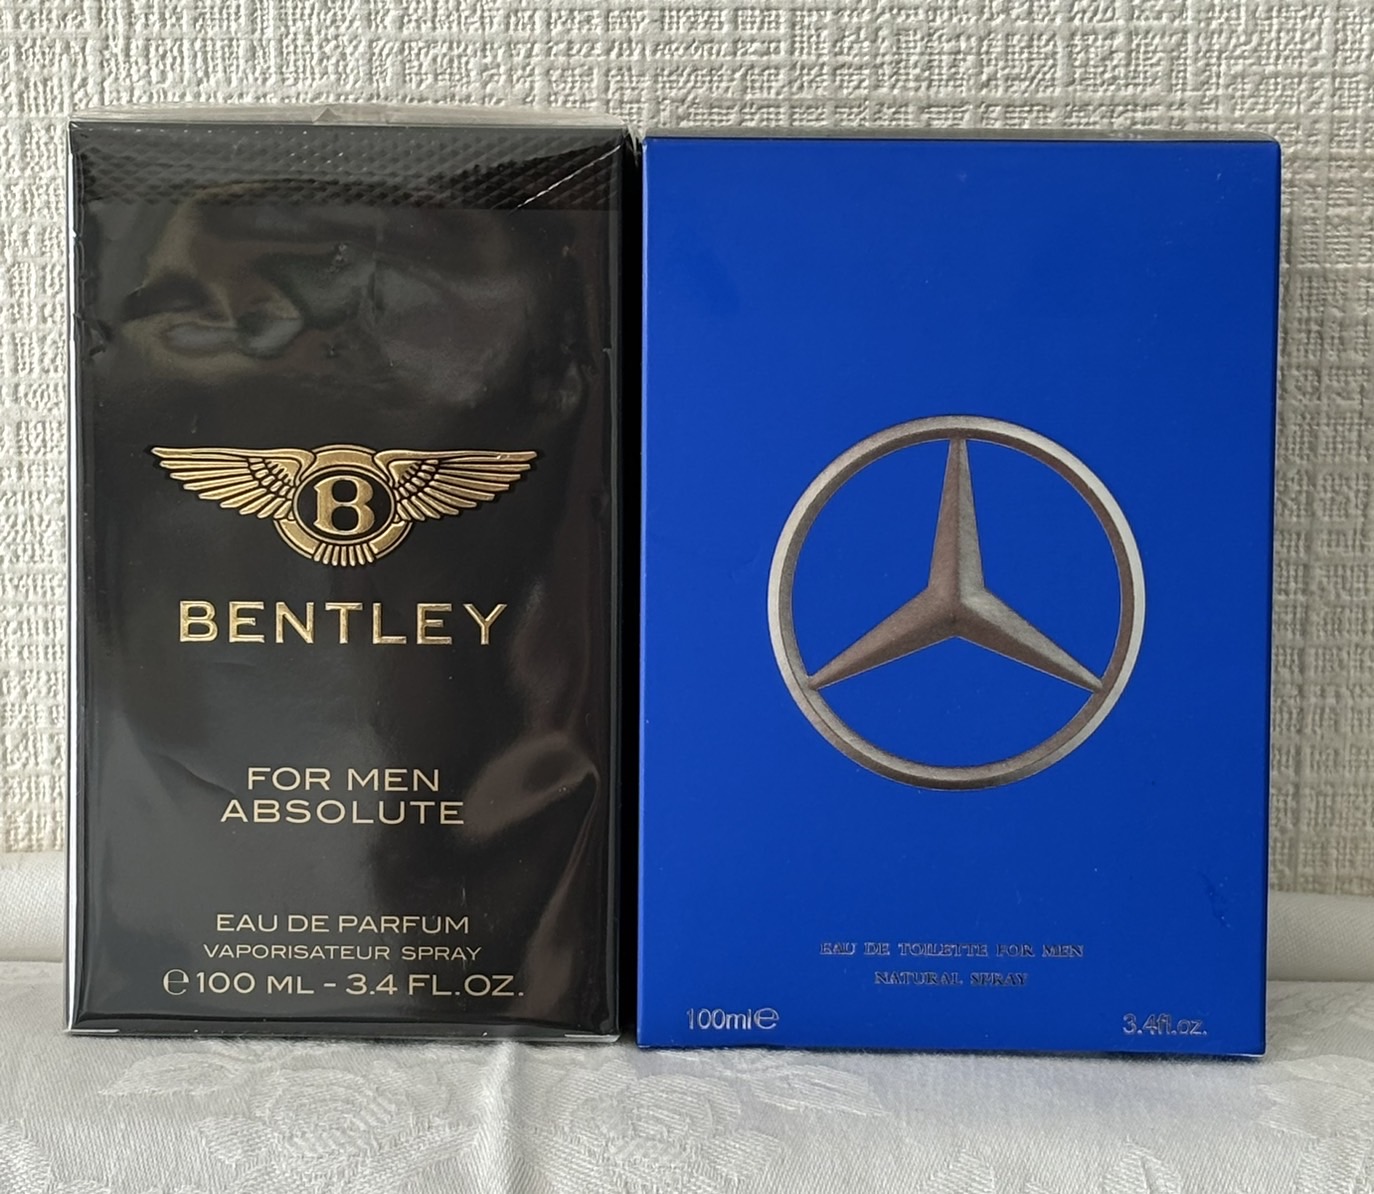 B
BENTLEY
FOR MEN
ABSOLUTE
EAU DE PARFUM
VAPORISATEUR SPRAY
℮100 ML - 3.4 FL.OZ.
EAU DE TOILETTE FOR MEN
NATURAL SPRAY
100ml℮
3.4fl.oz.